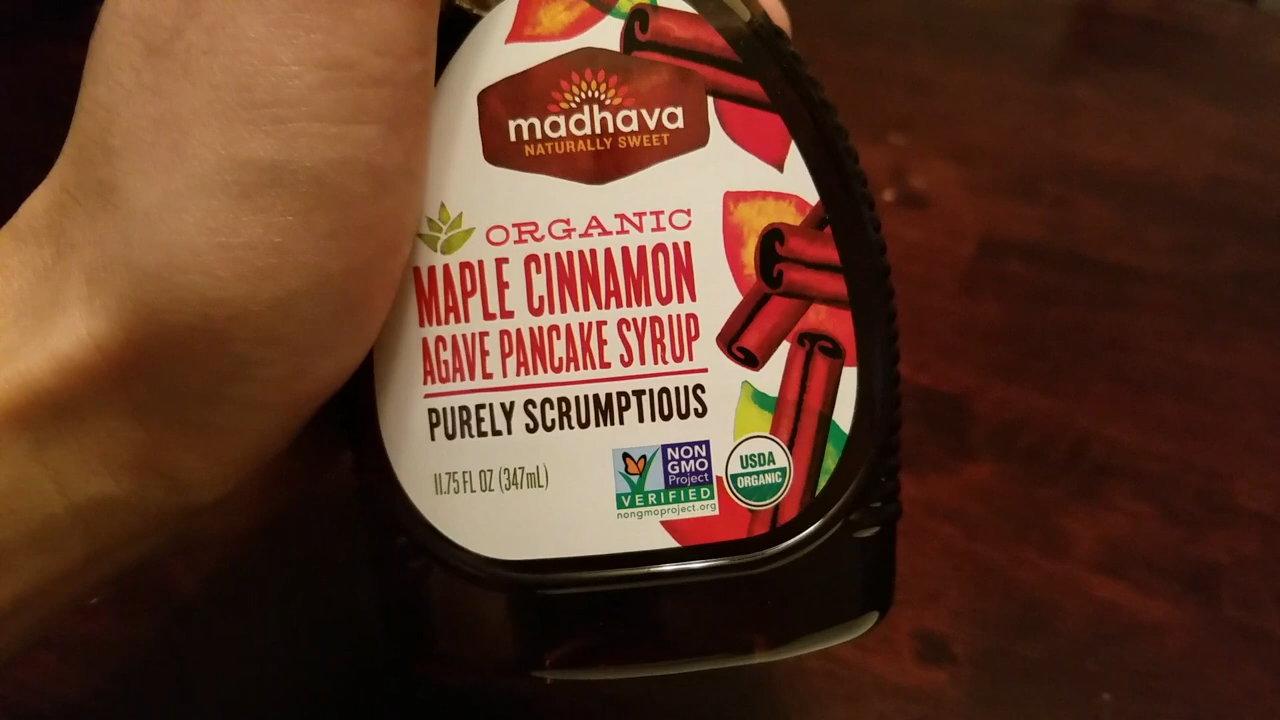 madhava
NATURALLY SWEET
ORGANIC
MAPLE CINNAMON
AGAVE PANCAKE SYRUP
PURELY SCRUMPTIOUS
11.75 FL OZ (347mL)
NON
GMO
Project
VERIFIED
nongmoproject.org
USDA
ORGANIC